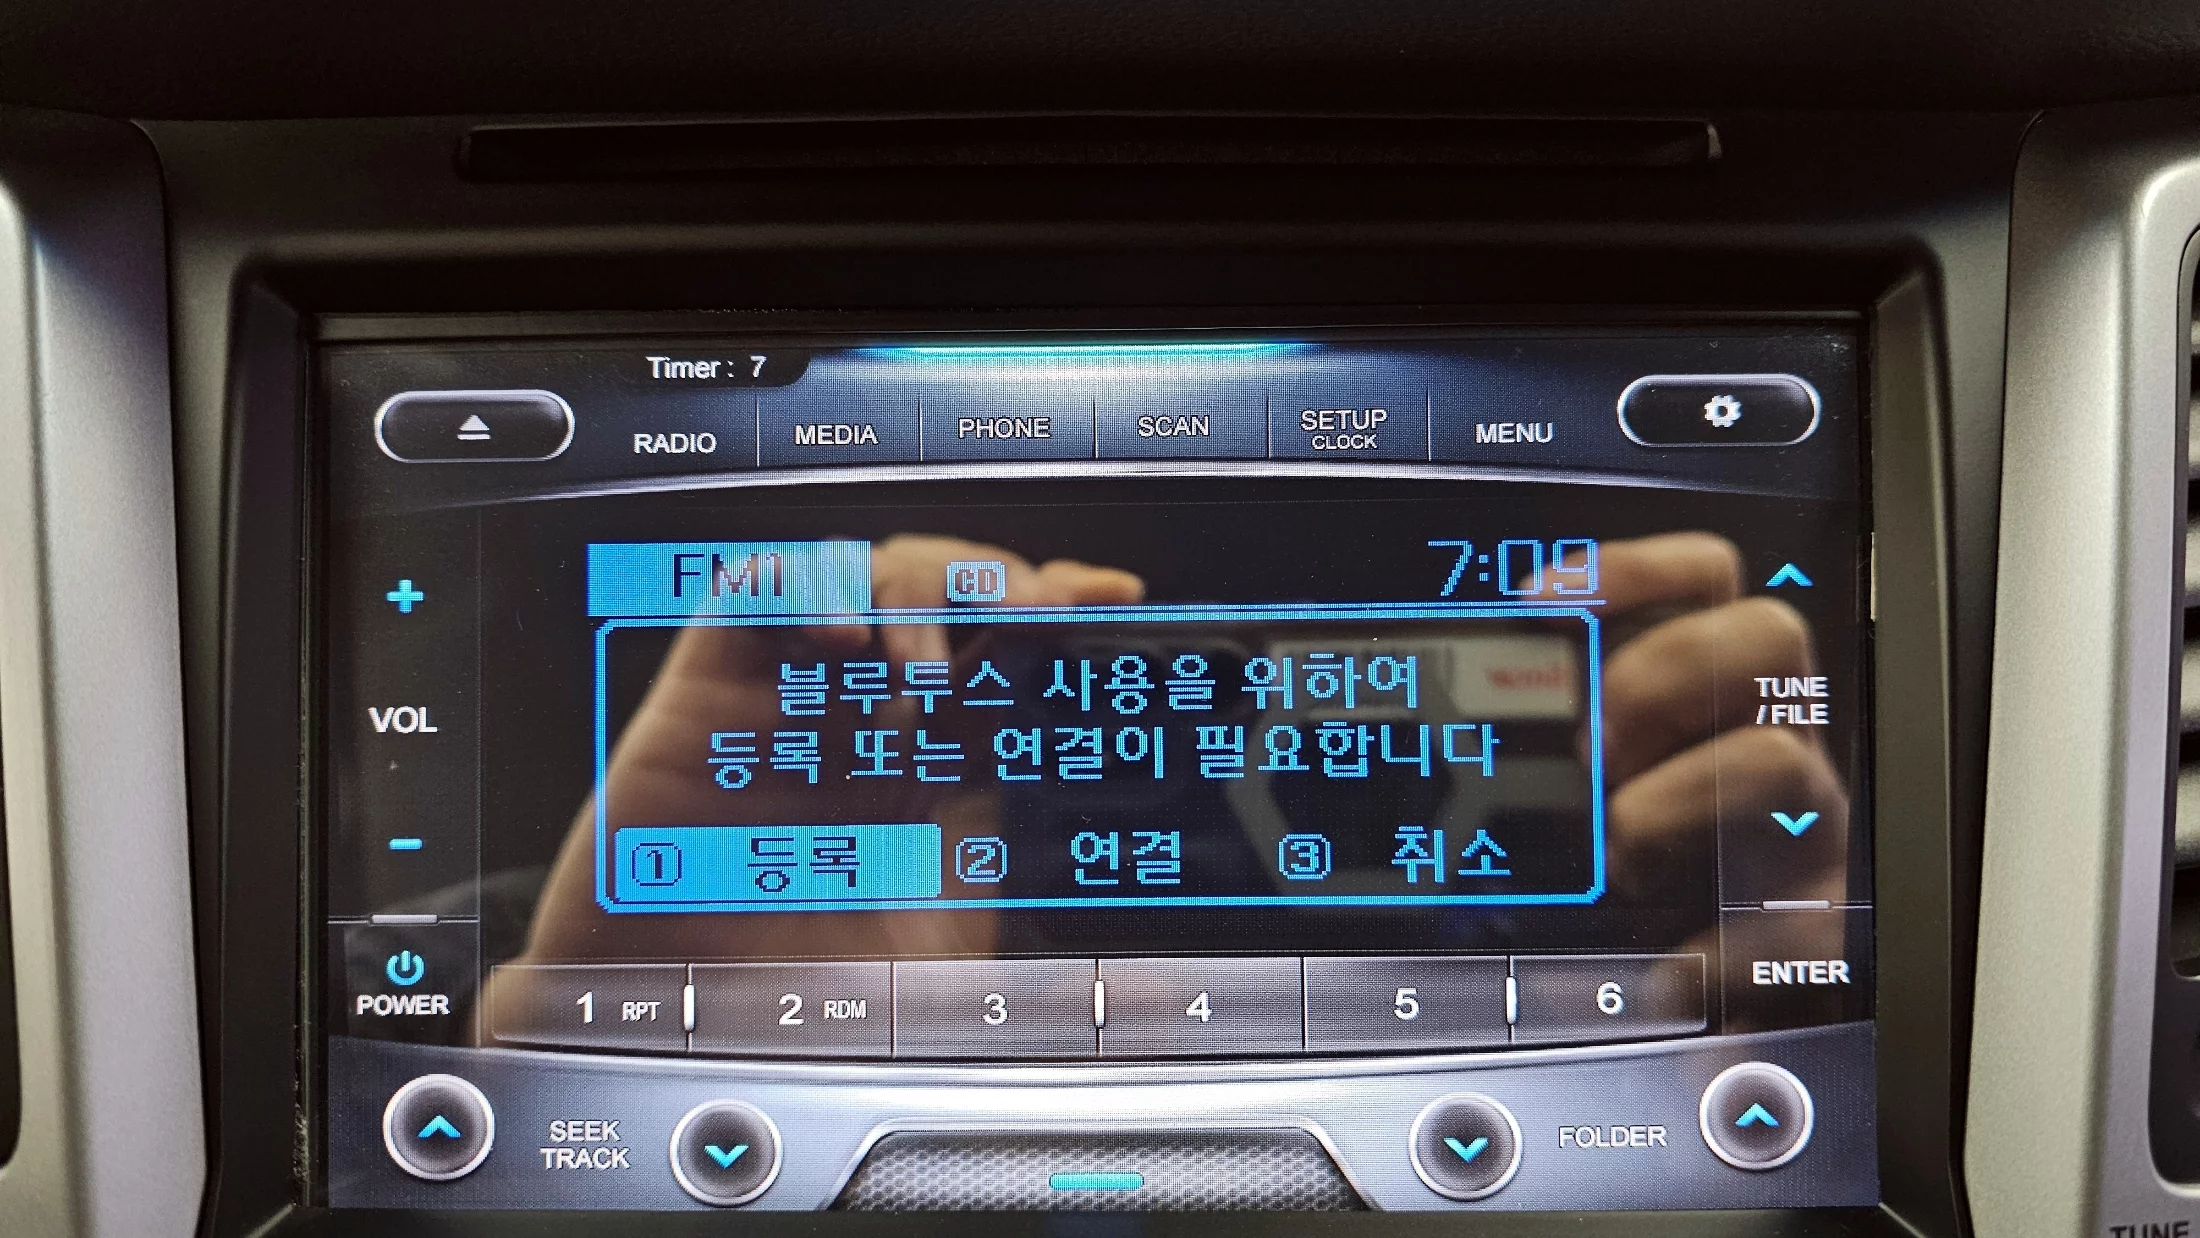 Timer : 7
RADIO MEDIA PHONE SCAN SETUP CLOCK MENU
FM1 CD 7:09
블루투스 사용을 위하여
등록 또는 연결이 필요합니다
① 등록 ② 연결 ③ 취소
VOL
TUNE
/ FILE
POWER
ENTER
1 RPT 2 RDM 3 4 5 6
SEEK
TRACK
FOLDER
TUNE